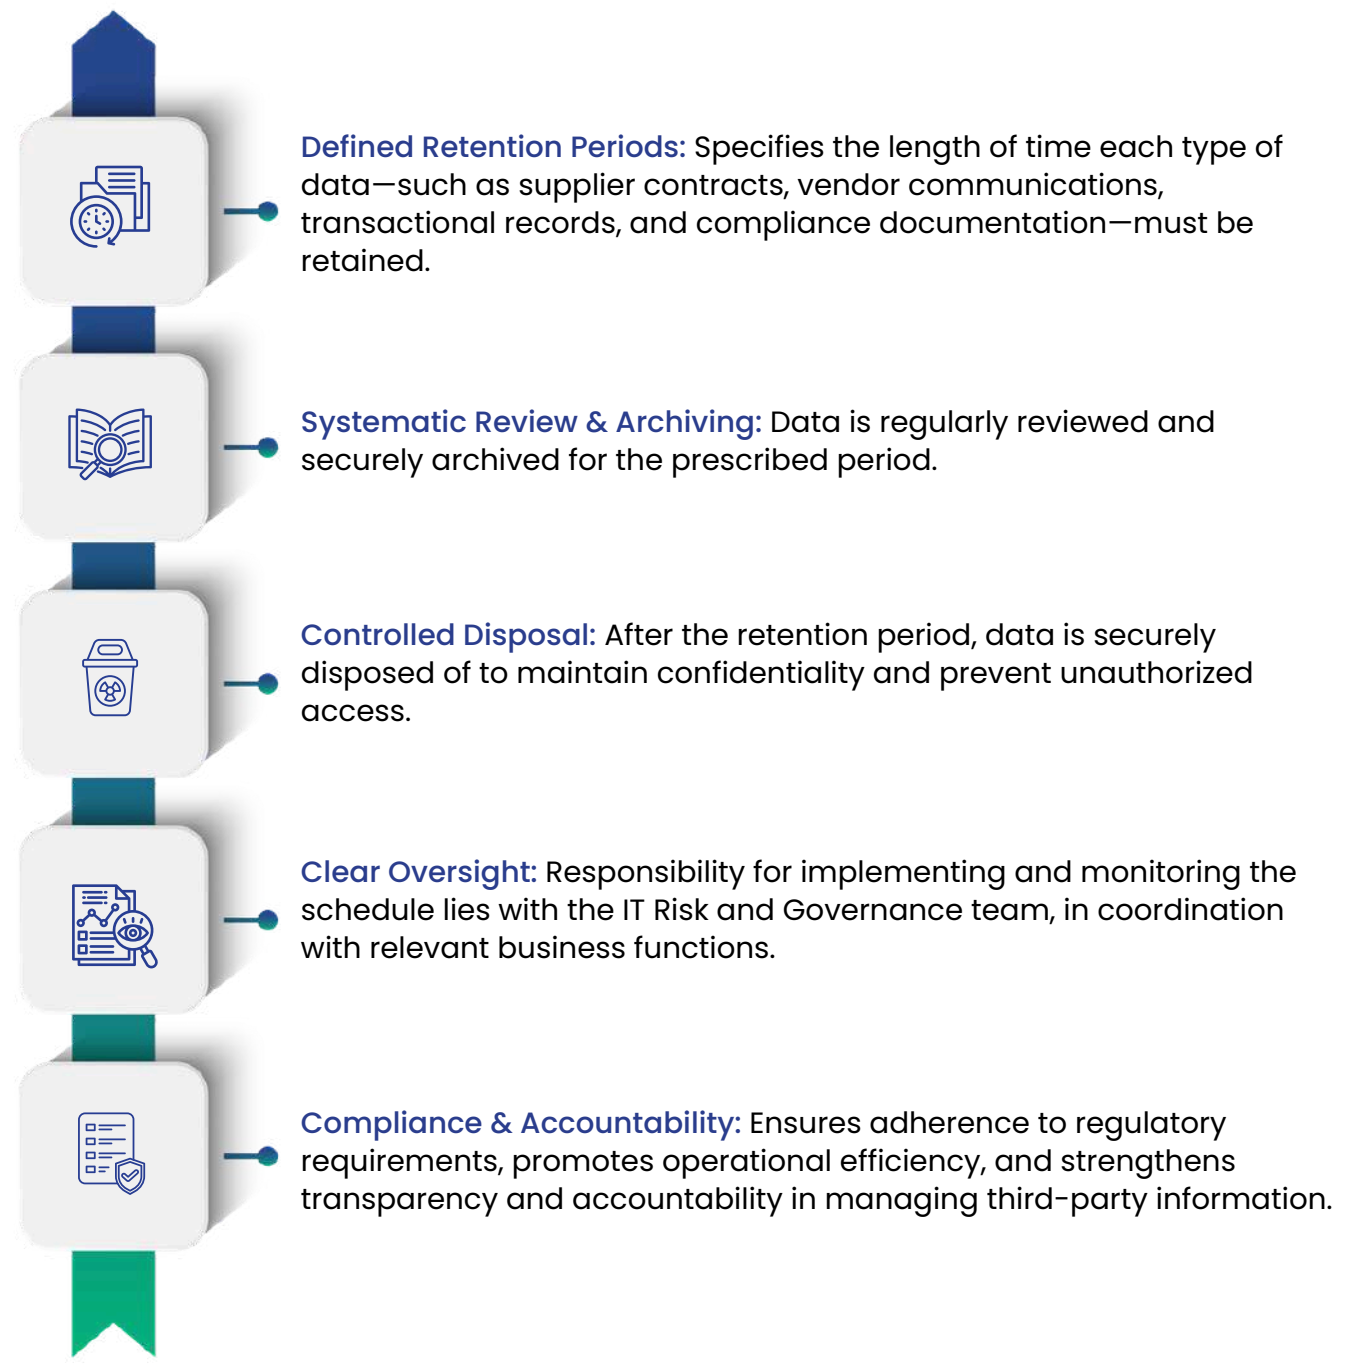 Defined Retention Periods: Specifies the length of time each type of
data—such as supplier contracts, vendor communications,
transactional records, and compliance documentation—must be
retained.
Systematic Review & Archiving: Data is regularly reviewed and
securely archived for the prescribed period.
Controlled Disposal: After the retention period, data is securely
disposed of to maintain confidentiality and prevent unauthorized
access.
Clear Oversight: Responsibility for implementing and monitoring the
schedule lies with the IT Risk and Governance team, in coordination
with relevant business functions.
Compliance & Accountability: Ensures adherence to regulatory
requirements, promotes operational efficiency, and strengthens
transparency and accountability in managing third-party information.